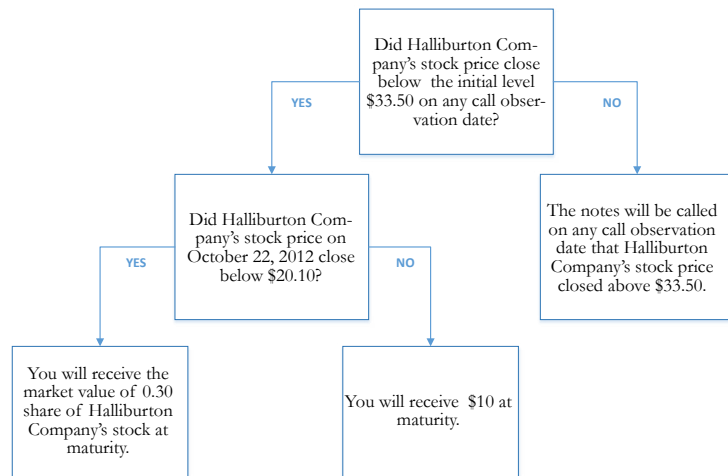 Did Halliburton Com-
pany's stock price close
below the initial level
$33.50 on any call obser-
vation date?
YES
NO
Did Halliburton Com-
pany's stock price on
October 22, 2012 close
below $20.10?
The notes will be called
on any call observation
date that Halliburton
Company's stock price
closed above $33.50.
YES
NO
You will receive the
market value of 0.30
share of Halliburton
Company's stock at
maturity.
You will receive $10 at
maturity.